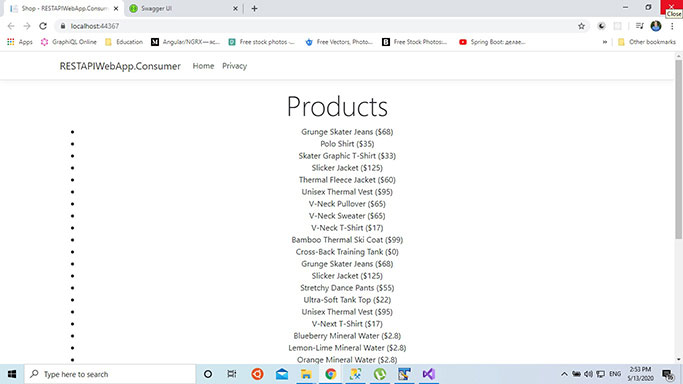 Shop - RESTAPIWebApp.Consumer
Swagger UI
Close
localhost:44367
Apps
GraphiQL Online
Education
Angular/NGRX — »c...
Free stock photos ·...
Free Vectors, Photo...
Free Stock Photos...
Spring Boot: делае...
»
Other bookmarks
RESTAPIWebApp.Consumer
Home
Privacy
Products
Grunge Skater Jeans ($68)
Polo Shirt ($35)
Skater Graphic T-Shirt ($33)
Slicker Jacket ($125)
Thermal Fleece Jacket ($60)
Unisex Thermal Vest ($95)
V-Neck Pullover ($65)
V-Neck Sweater ($65)
V-Neck T-Shirt ($17)
Bamboo Thermal Ski Coat ($99)
Cross-Back Training Tank ($0)
Grunge Skater Jeans ($68)
Slicker Jacket ($125)
Stretchy Dance Pants ($55)
Ultra-Soft Tank Top ($22)
Unisex Thermal Vest ($95)
V-Next T-Shirt ($17)
Blueberry Mineral Water ($2.8)
Lemon-Lime Mineral Water ($2.8)
Orange Mineral Water ($2.8)
Type here to search
ENG
2:53 PM
5/13/2020